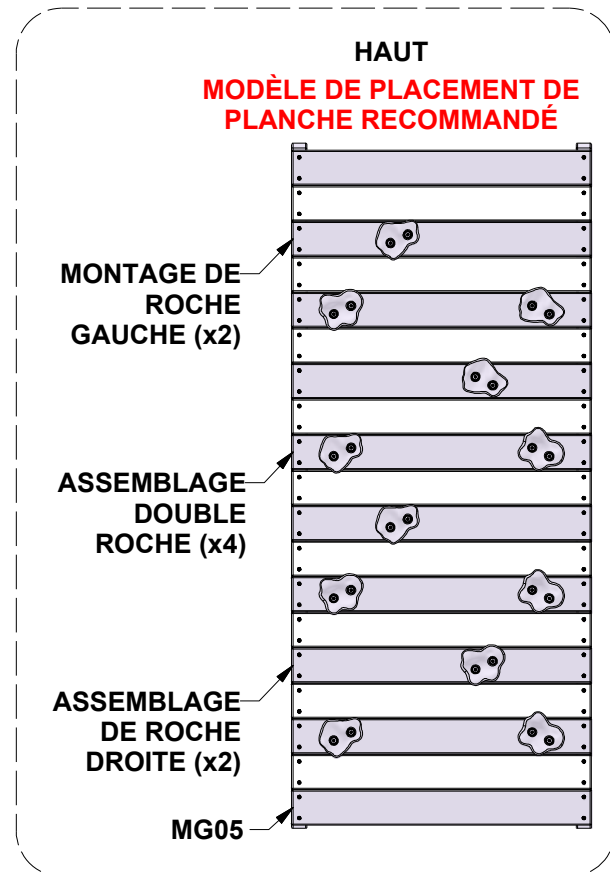 HAUT
MODÈLE DE PLACEMENT DE
PLANCHE RECOMMANDÉ
MONTAGE DE
ROCHE
GAUCHE (x2)
ASSEMBLAGE
DOUBLE
ROCHE (x4)
ASSEMBLAGE
DE ROCHE
DROITE (x2)
MG05